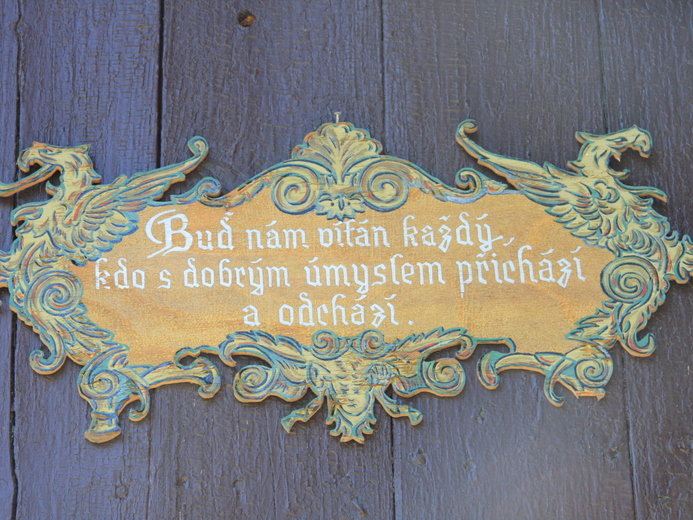 Buď nám vítán každý,
kdo s dobrým úmyslem přichází
a odchází.